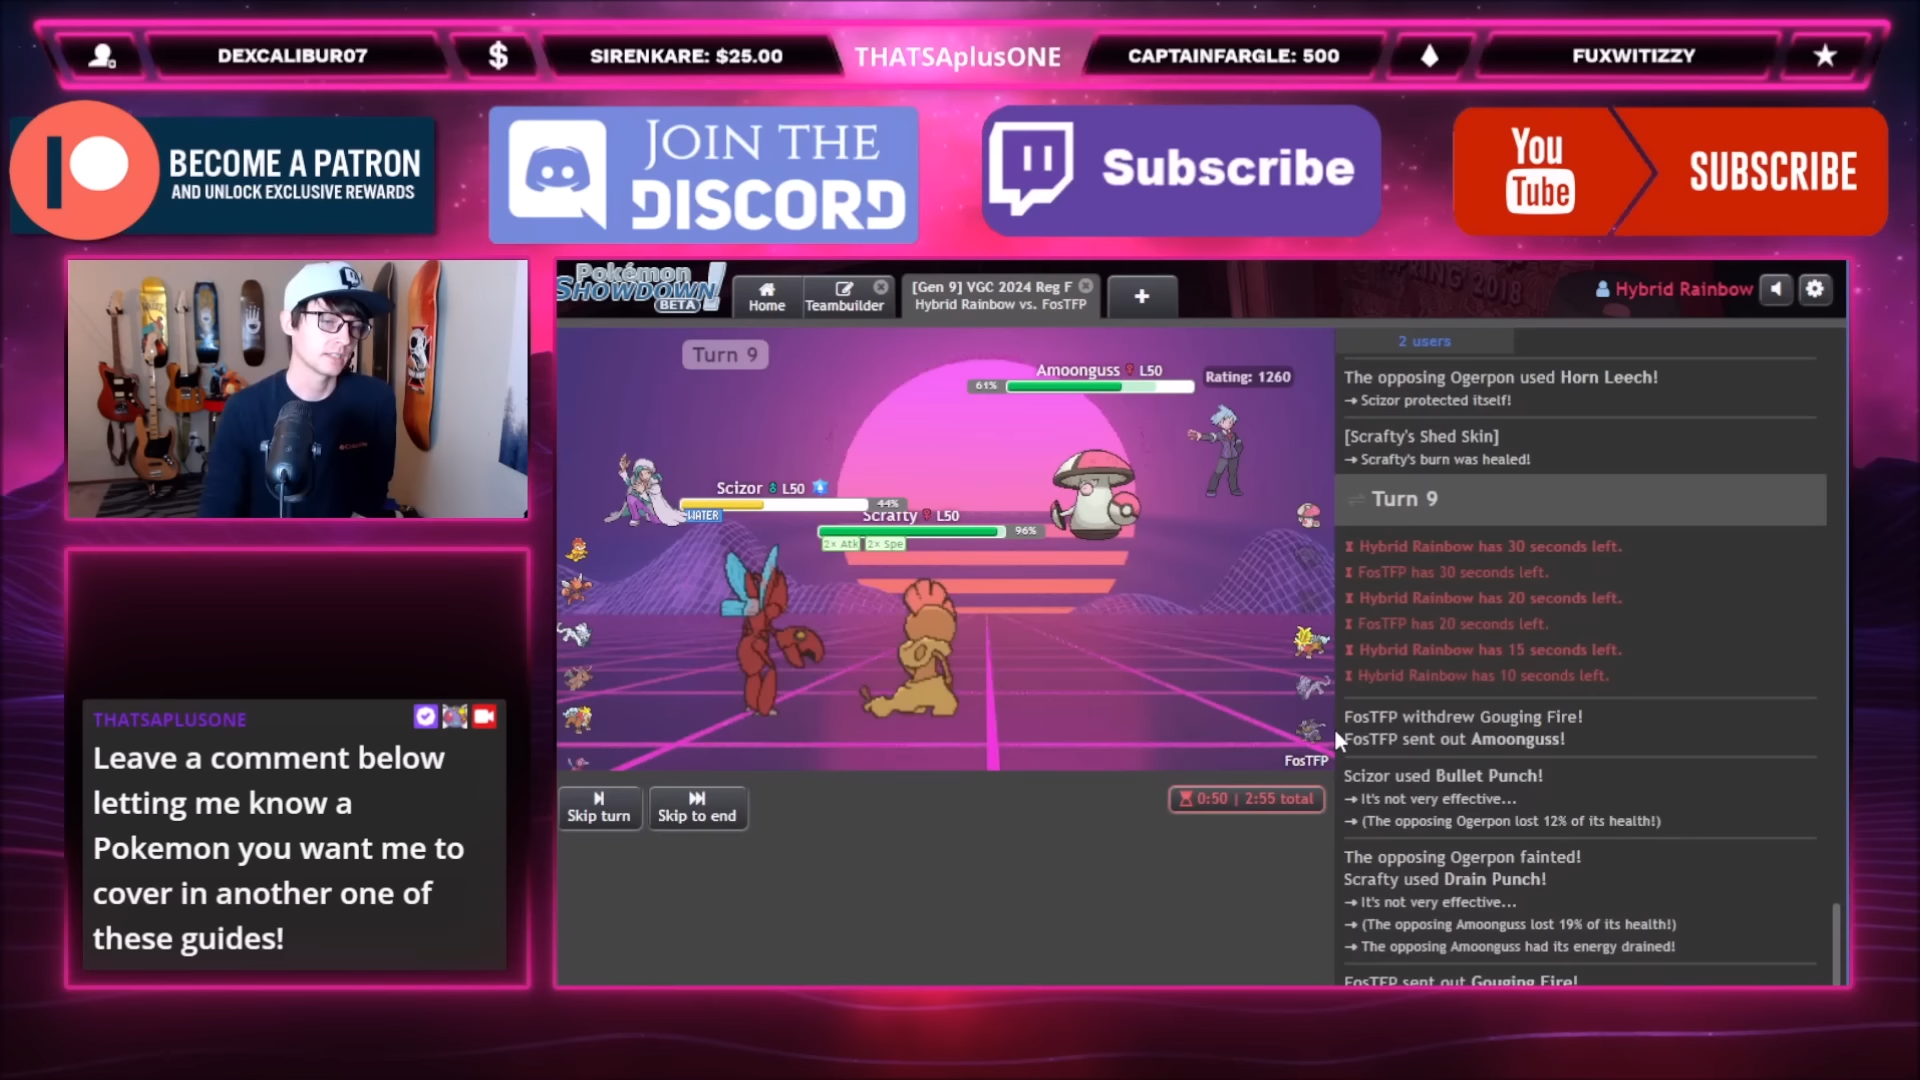 DEXCALIBUR07
$
SIRENKARE: $25.00
THATSAplusONE
CAPTAINFARGLE: 500
FUXWITIZZY
BECOME A PATRON
AND UNLOCK EXCLUSIVE REWARDS
JOIN THE
DISCORD
Subscribe
You
Tube
SUBSCRIBE
Pokémon
SHOWDOWN!
BETA
Home
Teambuilder
[Gen 9] VGC 2024 Reg F
Hybrid Rainbow vs. FosTFP
+
SPRING 2018
Hybrid Rainbow
Turn 9
Amoonguss L50
61%
Rating: 1260
Scizor L50
44%
WATER
Scrafty L50
96%
2× Atk 2× Spe
FosTFP
Skip turn
Skip to end
0:50 | 2:55 total
2 users
The opposing Ogerpon used Horn Leech!
→ Scizor protected itself!
[Scrafty's Shed Skin]
→ Scrafty's burn was healed!
Turn 9
Hybrid Rainbow has 30 seconds left.
FosTFP has 30 seconds left.
Hybrid Rainbow has 20 seconds left.
FosTFP has 20 seconds left.
Hybrid Rainbow has 15 seconds left.
Hybrid Rainbow has 10 seconds left.
FosTFP withdrew Gouging Fire!
FosTFP sent out Amoonguss!
Scizor used Bullet Punch!
→ It's not very effective...
→ (The opposing Ogerpon lost 12% of its health!)
The opposing Ogerpon fainted!
Scrafty used Drain Punch!
→ It's not very effective...
→ (The opposing Amoonguss lost 19% of its health!)
→ The opposing Amoonguss had its energy drained!
FosTFP sent out Gouging Fire!
THATSAPLUSONE
Leave a comment below
letting me know a
Pokemon you want me to
cover in another one of
these guides!